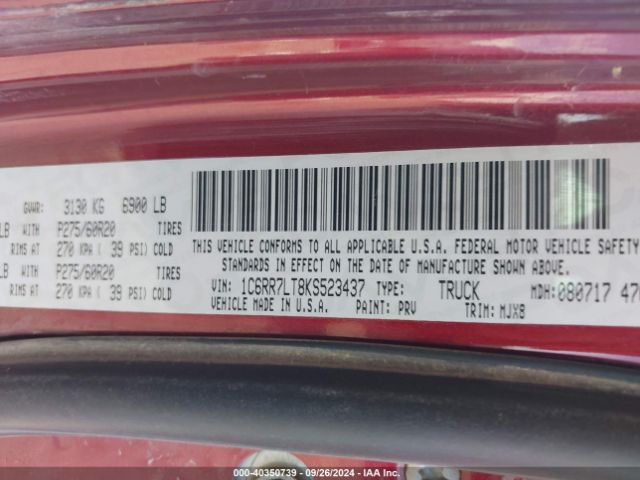 GVWR: 3130 KG 6900 LB
LB WITH P275/60R20 TIRES
RIMS AT 270 KPA ( 39 PSI) COLD
LB WITH P275/60R20 TIRES
RIMS AT 270 KPA ( 39 PSI) COLD
THIS VEHICLE CONFORMS TO ALL APPLICABLE U.S.A. FEDERAL MOTOR VEHICLE SAFETY
STANDARDS IN EFFECT ON THE DATE OF MANUFACTURE SHOWN ABOVE.
VIN: 1C6RR7LT8KS523437 TYPE: TRUCK MDH: 080717 470
VEHICLE MADE IN U.S.A. PAINT: PRV TRIM: MJX8
000-40350739 - 09/26/2024 - IAA Inc.